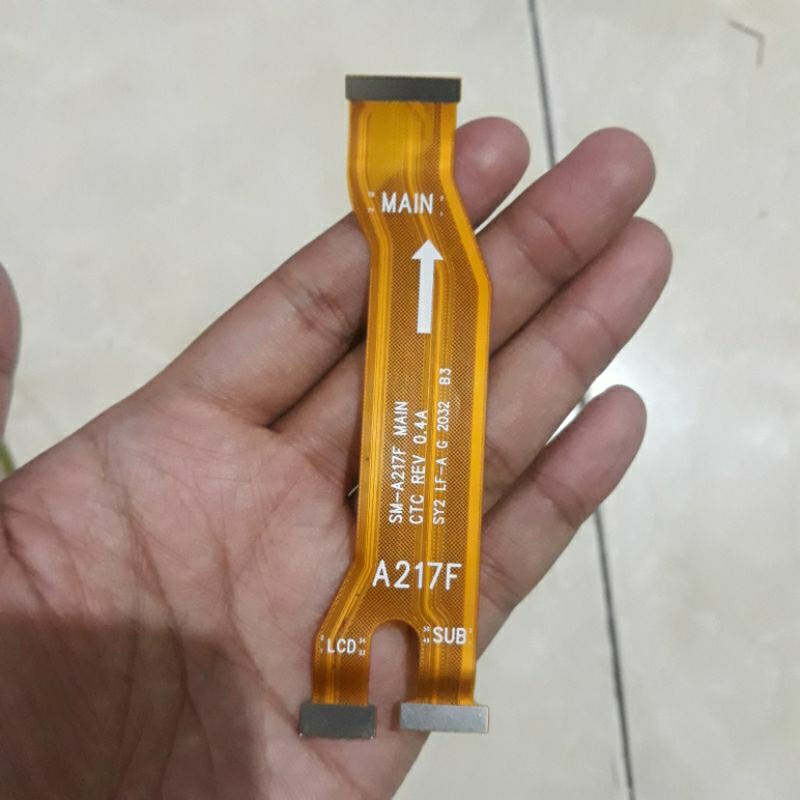 MAIN
SM-A217F MAIN
CTC REV 0.4A
SY2 LF-A G 2032 B3
A217F
LCD
SUB